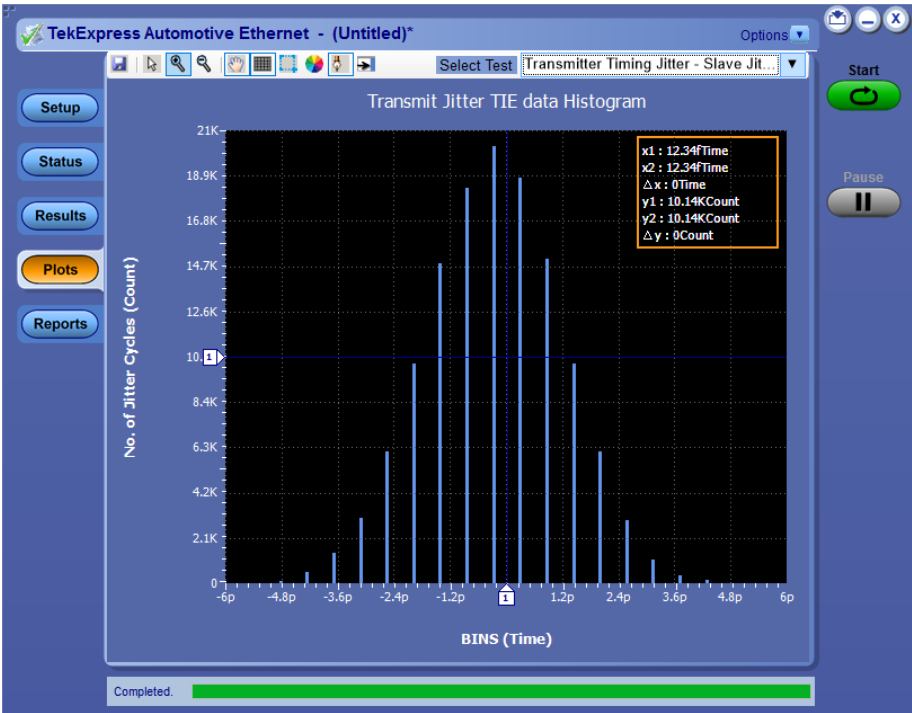 TekExpress Automotive Ethernet - (Untitled)*
Options
Select Test
Transmitter Timing Jitter - Slave Jit...
Start
Pause
Setup
Status
Results
Plots
Reports
Transmit Jitter TIE data Histogram
x1 : 12.34fTime
x2 : 12.34fTime
Δx : 0Time
y1 : 10.14KCount
y2 : 10.14KCount
Δy : 0Count
No. of Jitter Cycles (Count)
21K
18.9K
16.8K
14.7K
12.6K
10.
1
8.4K
6.3K
4.2K
2.1K
0
-6p -4.8p -3.6p -2.4p -1.2p 1 1.2p 2.4p 3.6p 4.8p 6p
BINS (Time)
Completed.